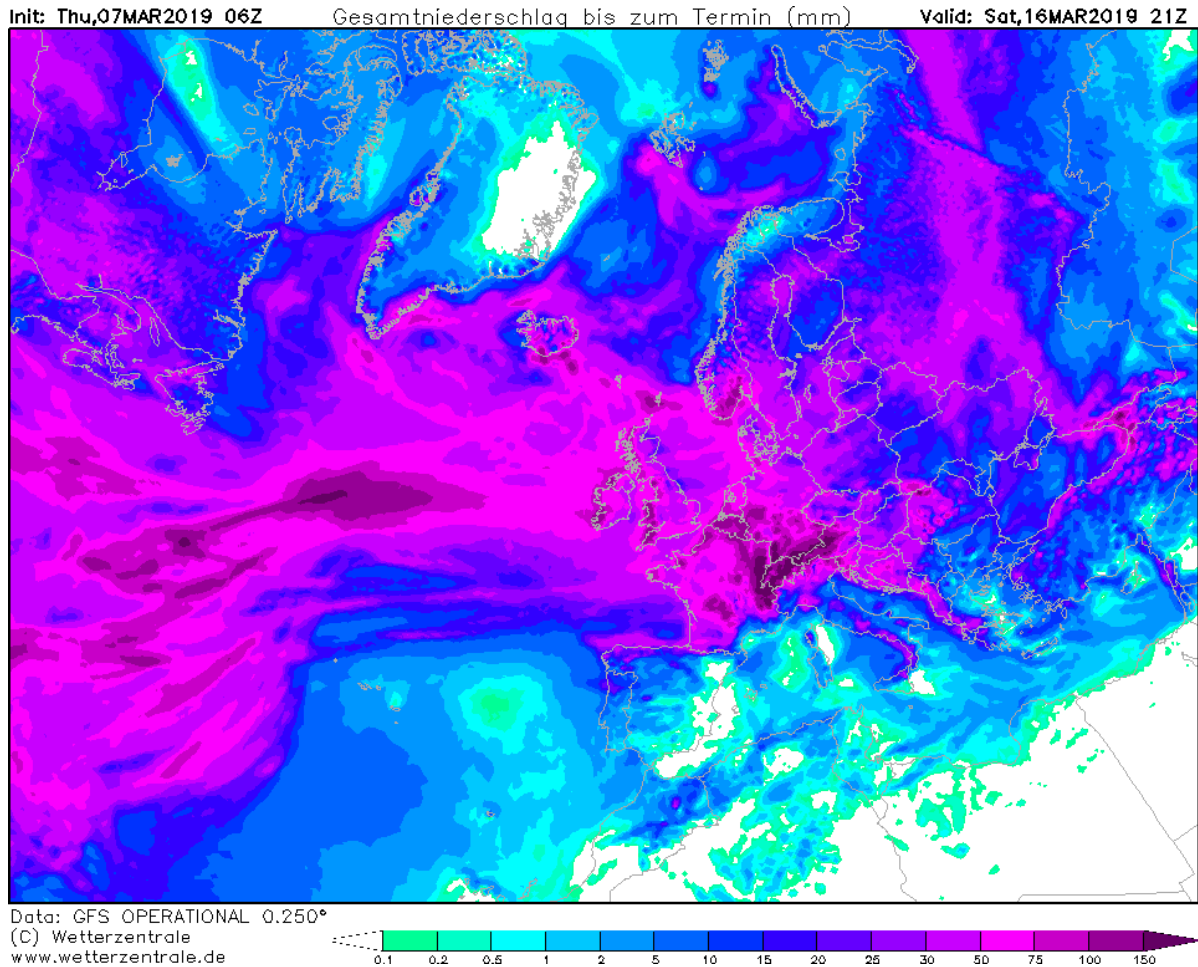 Init: Thu,07MAR2019 06Z Gesamtniederschlag bis zum Termin (mm) Valid: Sat,16MAR2019 21Z
Data: GFS OPERATIONAL 0.250°
(C) Wetterzentrale
www.wetterzentrale.de
0.1 0.2 0.5 1 2 5 10 15 20 25 30 50 75 100 150